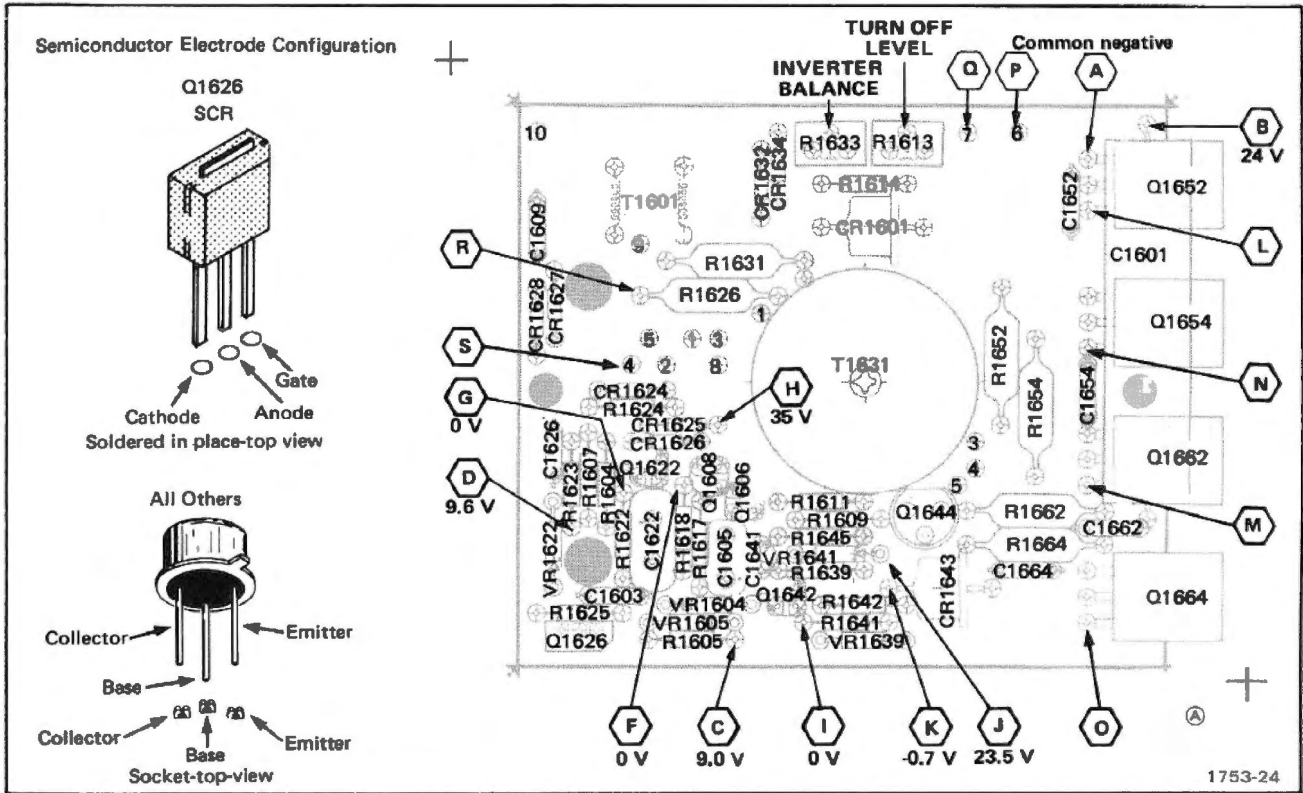 Semiconductor Electrode Configuration
Q1626
SCR
Gate
Cathode
Anode
Soldered in place-top view
All Others
Collector
Emitter
Base
Collector
Base
Emitter
Socket-top-view
TURN OFF
LEVEL
INVERTER
BALANCE
Q
P
Common negative
A
B
24 V
L
N
M
O
J
23.5 V
K
-0.7 V
I
0 V
C
9.0 V
F
0 V
D
9.6 V
G
0 V
S
R
H
35 V
10
R1633
R1613
7
6
CR1632
CR1634
R1614
CR1601
T1601
9
C1652
Q1652
C1601
C1609
CR1628
CR1627
R1631
R1626
1
5
1
3
4
2
8
T1631
R1652
R1654
Q1654
C1654
Q1662
CR1624
R1624
CR1625
CR1626
C1626
R1623
R1607
R1604
Q1622
Q1608
Q1606
3
4
5
VR1622
R1622
C1622
R1618
R1617
C1605
C1641
R1611
R1609
R1645
VR1641
R1639
Q1644
R1662
C1662
R1664
C1664
CR1643
Q1664
C1603
R1625
Q1626
VR1604
VR1605
R1605
Q1642
R1642
R1641
VR1639
A
1753-24